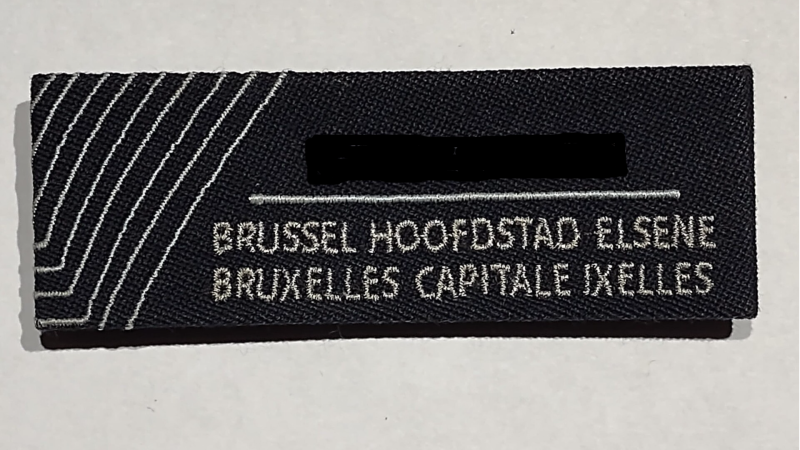 BRUSSEL HOOFDSTAD ELSENE
BRUXELLES CAPITALE IXELLES